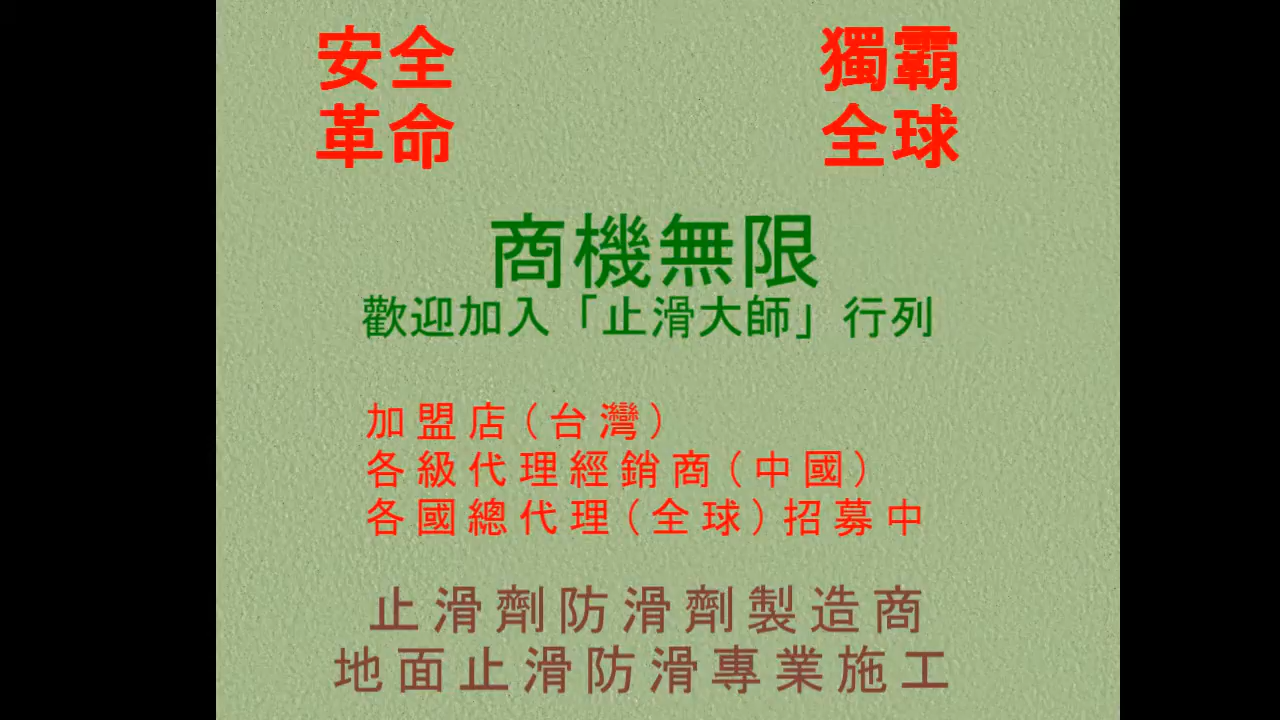 安全
革命
獨霸
全球
商機無限
歡迎加入「止滑大師」行列
加盟店(台灣)
各級代理經銷商(中國)
各國總代理(全球)招募中
止滑劑防滑劑製造商
地面止滑防滑專業施工